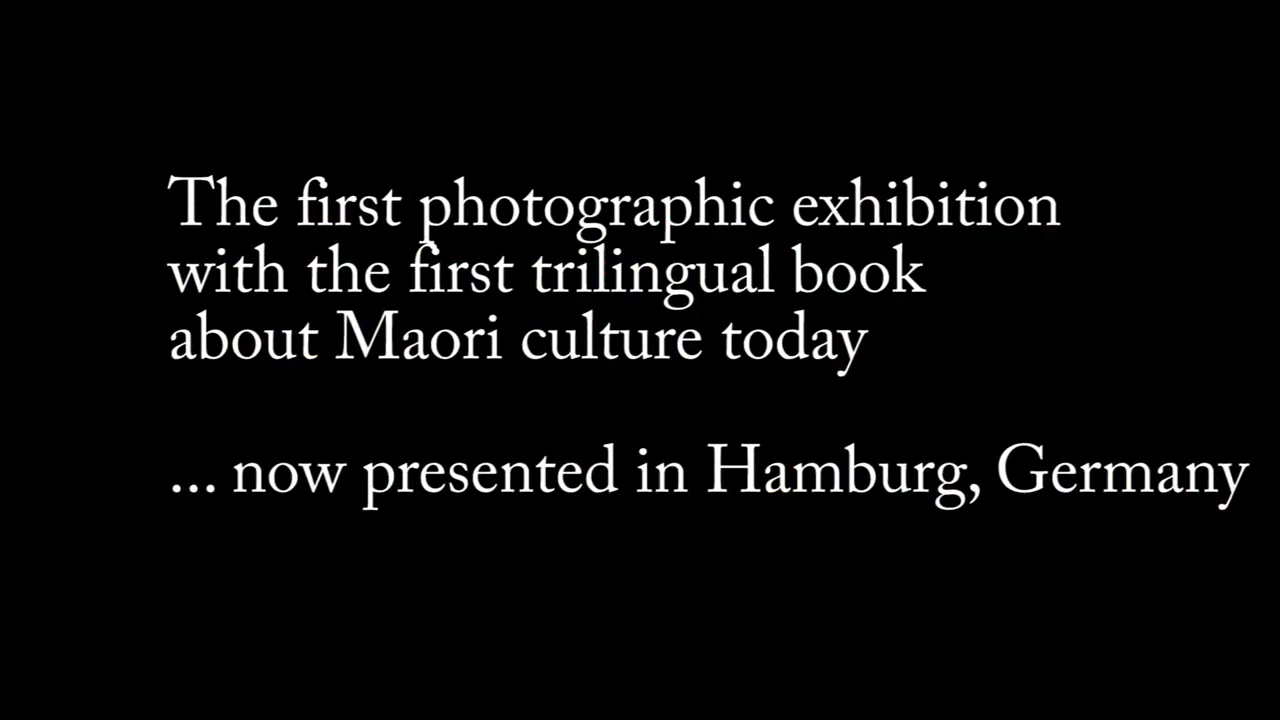 The first photographic exhibition
with the first trilingual book
about Maori culture today
... now presented in Hamburg, Germany